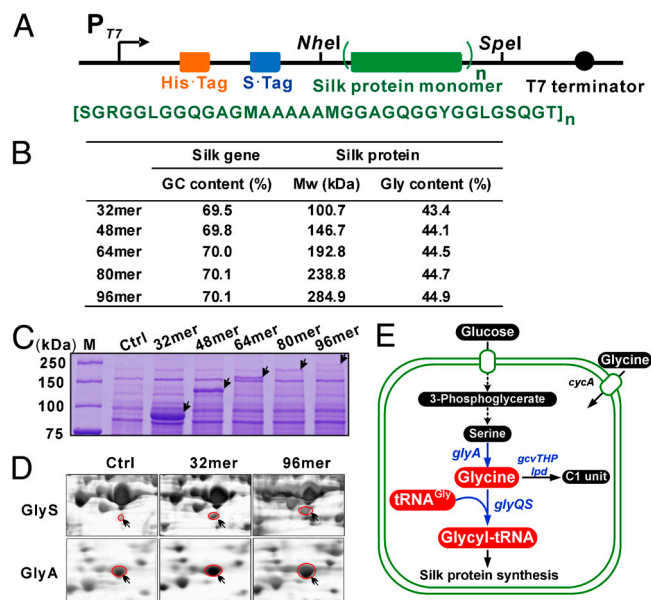 A
P T7
NheI
SpeI
n
His·Tag
S·Tag
Silk protein monomer
T7 terminator
[SGRGGLGGQGAGMAAAAAMGGAGQGGYGGLGSQGT]n
B
Silk gene Silk protein
GC content (%) Mw (kDa) Gly content (%)
32mer 69.5 100.7 43.4
48mer 69.8 146.7 44.1
64mer 70.0 192.8 44.5
80mer 70.1 238.8 44.7
96mer 70.1 284.9 44.9
C
(kDa) M Ctrl 32mer 48mer 64mer 80mer 96mer
250
150
100
75
D
Ctrl 32mer 96mer
GlyS
GlyA
E
Glucose
Glycine
cycA
3-Phosphoglycerate
Serine
glyA
gcvTHP
lpd
Glycine
C1 unit
tRNAGly
glyQS
Glycyl-tRNA
Silk protein synthesis